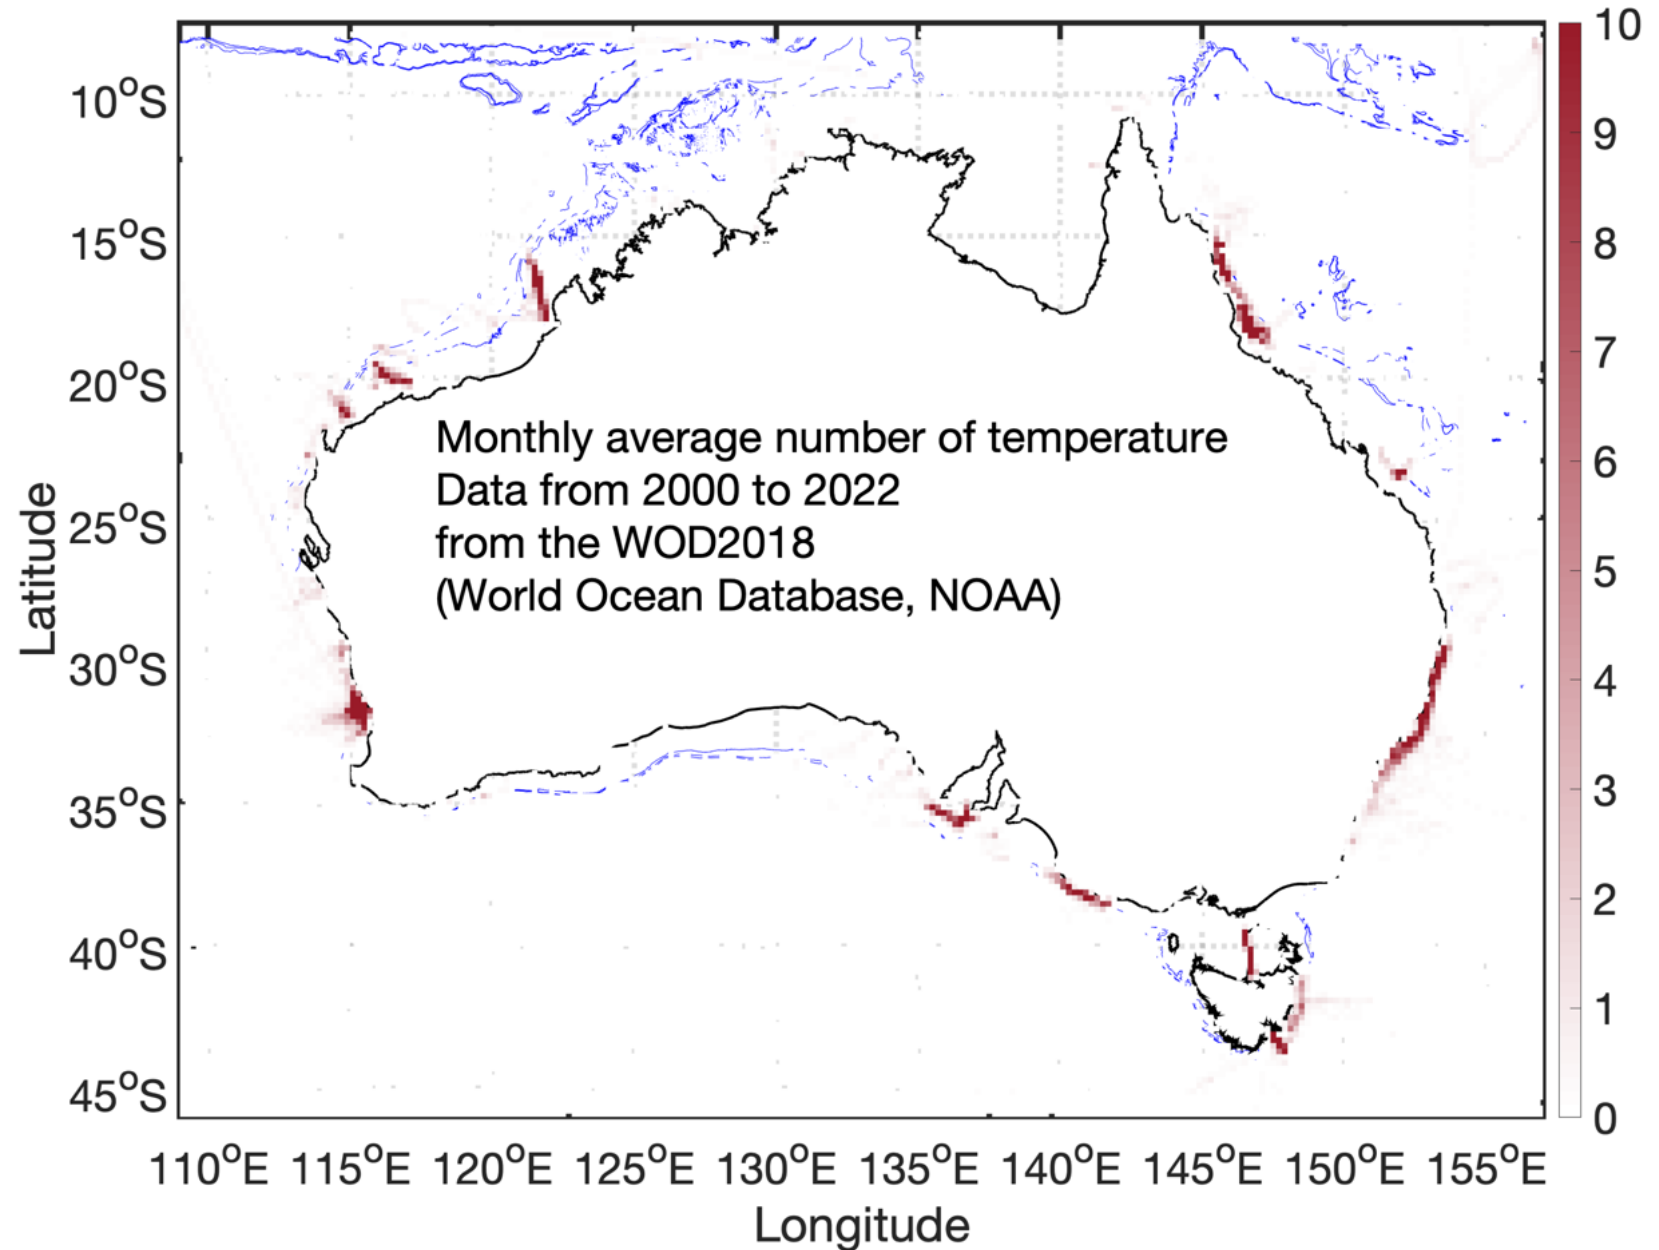 10
9
8
7
6
5
4
3
2
1
0
10°S
15°S
20°S
25°S
30°S
35°S
40°S
45°S
Latitude
Monthly average number of temperature
Data from 2000 to 2022
from the WOD2018
(World Ocean Database, NOAA)
110°E 115°E 120°E 125°E 130°E 135°E 140°E 145°E 150°E 155°E
Longitude